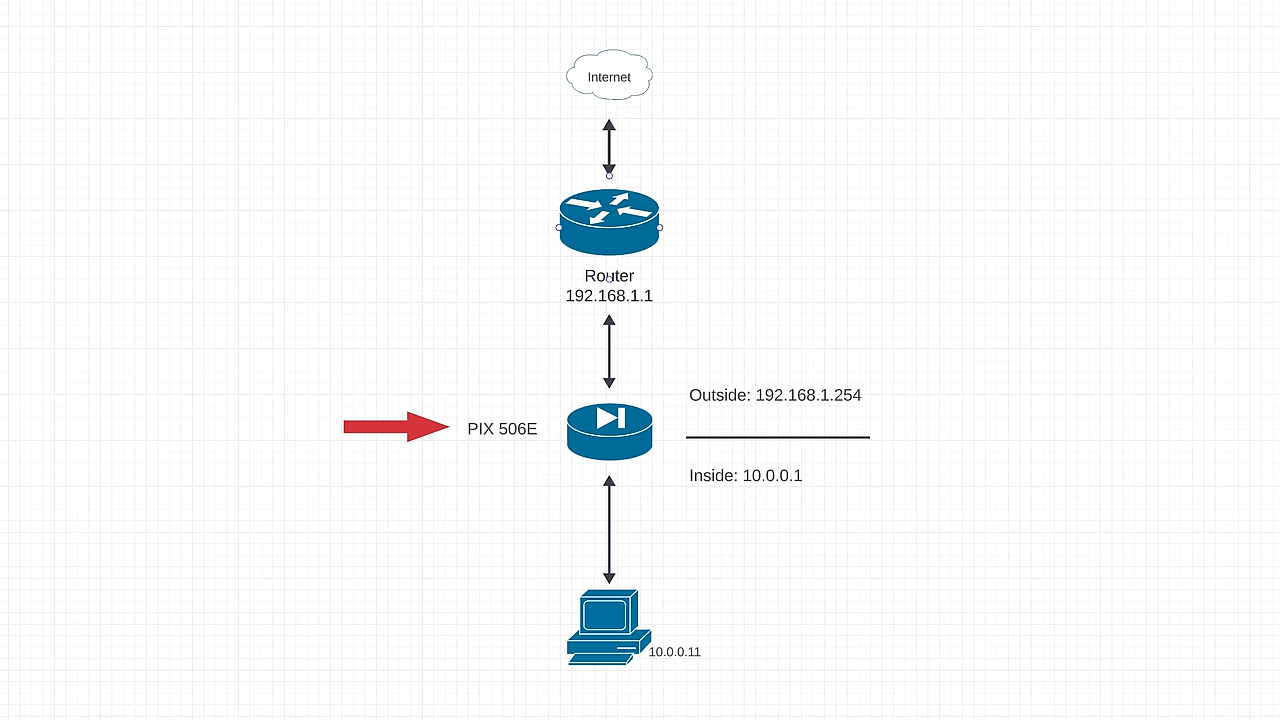 Internet
Router
192.168.1.1
Outside: 192.168.1.254
PIX 506E
Inside: 10.0.0.1
10.0.0.11